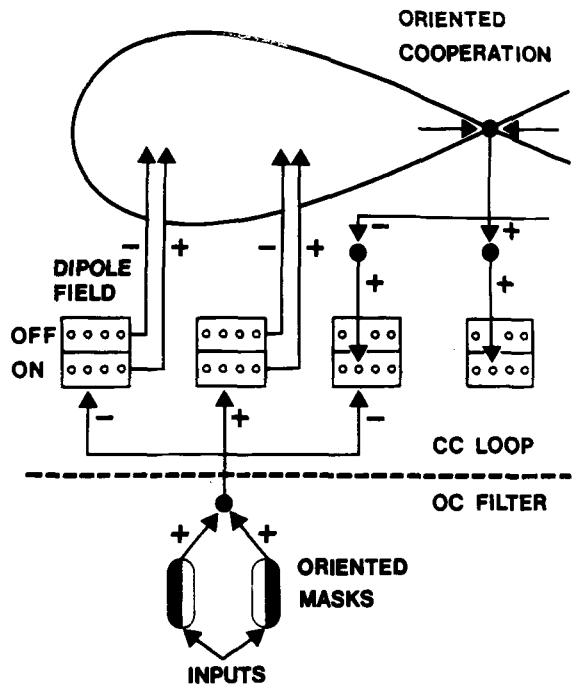 ORIENTED
COOPERATION
− + − + − +
+ +
DIPOLE
FIELD
OFF
ON
− + −
CC LOOP
OC FILTER
+ +
ORIENTED
MASKS
INPUTS